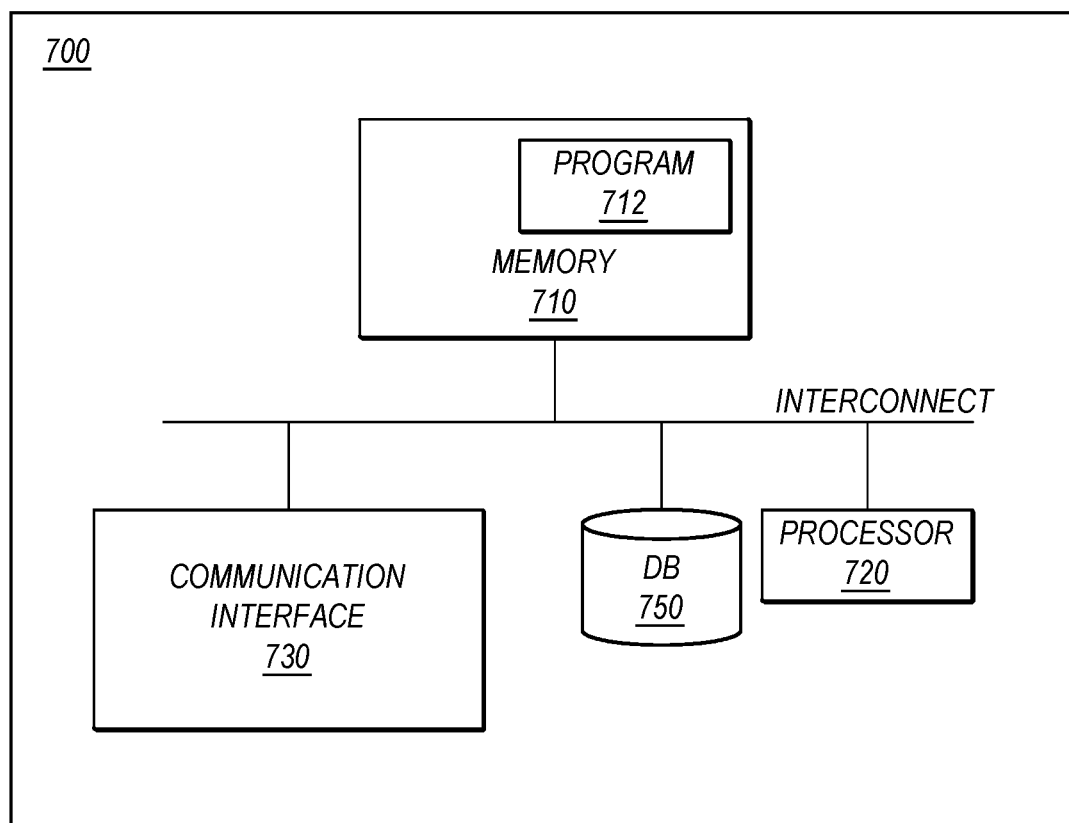 700
PROGRAM
712
MEMORY
710
INTERCONNECT
COMMUNICATION
INTERFACE
730
DB
750
PROCESSOR
720